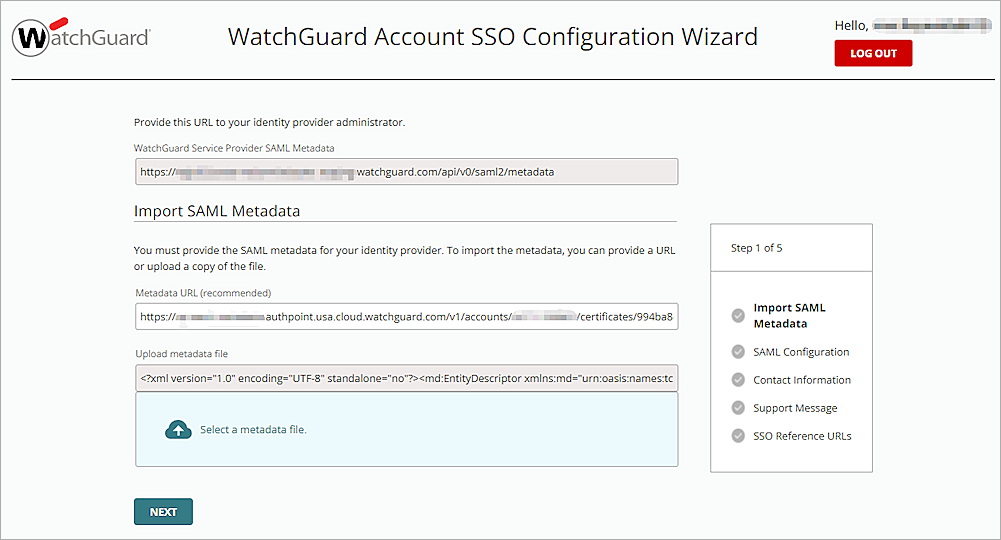 WatchGuard
WatchGuard Account SSO Configuration Wizard
Hello,
LOG OUT
Provide this URL to your identity provider administrator.
WatchGuard Service Provider SAML Metadata
https:// watchguard.com/api/v0/saml2/metadata
Import SAML Metadata
You must provide the SAML metadata for your identity provider. To import the metadata, you can provide a URL
or upload a copy of the file.
Metadata URL (recommended)
https:// authpoint.usa.cloud.watchguard.com/v1/accounts/ /certificates/994ba8
Upload metadata file
<?xml version="1.0" encoding="UTF-8" standalone="no"?><md:EntityDescriptor xmlns:md="urn:oasis:names:tc
Select a metadata file.
NEXT
Step 1 of 5
Import SAML
Metadata
SAML Configuration
Contact Information
Support Message
SSO Reference URLs